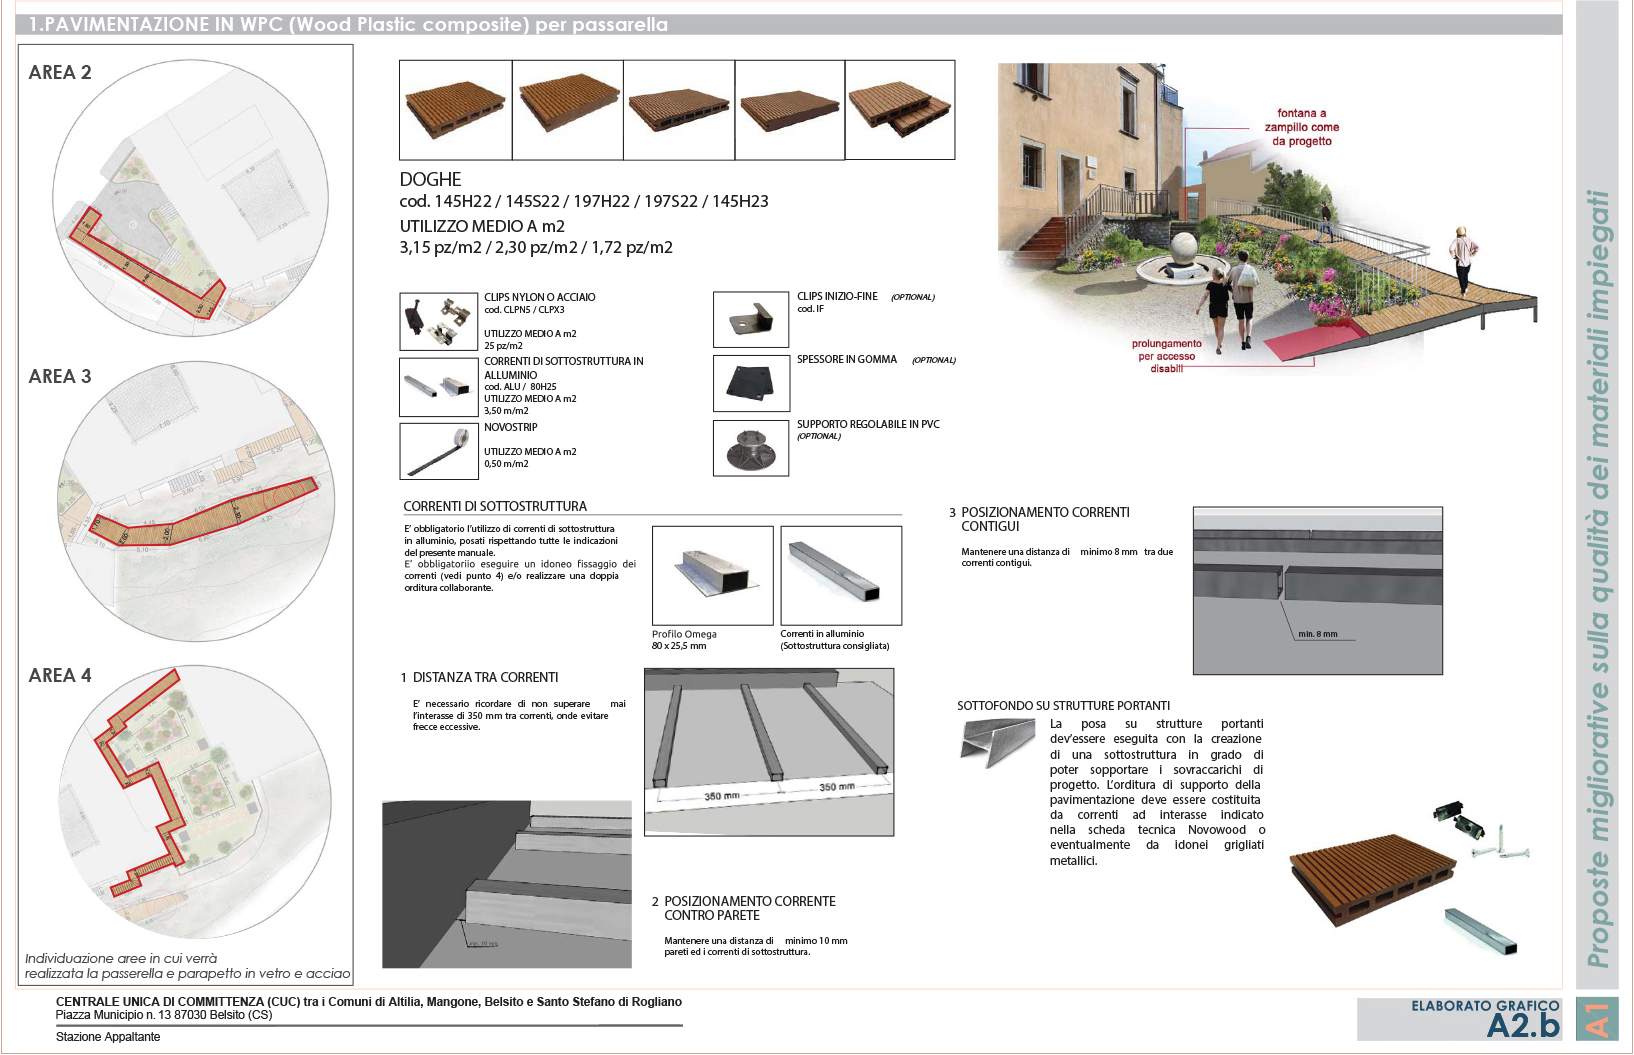 1.PAVIMENTAZIONE IN WPC (Wood Plastic composite) per passarella
AREA 2
AREA 3
AREA 4
Individuazione aree in cui verrà
realizzata la passerella e parapetto in vetro e acciao
DOGHE
cod. 145H22 / 145S22 / 197H22 / 197S22 / 145H23
UTILIZZO MEDIO A m2
3,15 pz/m2 / 2,30 pz/m2 / 1,72 pz/m2
CLIPS NYLON O ACCIAIO
cod. CLPN5 / CLPX3
UTILIZZO MEDIO A m2
25 pz/m2
CORRENTI DI SOTTOSTRUTTURA IN
ALLUMINIO
cod. ALU / 80H25
UTILIZZO MEDIO A m2
3,50 m/m2
NOVOSTRIP
UTILIZZO MEDIO A m2
0,50 m/m2
CLIPS INIZIO-FINE (OPTIONAL)
cod. IF
SPESSORE IN GOMMA (OPTIONAL)
SUPPORTO REGOLABILE IN PVC
(OPTIONAL)
fontana a
zampillo come
da progetto
prolungamento
per accesso
disabili
CORRENTI DI SOTTOSTRUTTURA
E' obbligatorio l'utilizzo di correnti di sottostruttura
in alluminio, posati rispettando tutte le indicazioni
del presente manuale.
E' obbligatoriio eseguire un idoneo fissaggio dei
correnti (vedi punto 4) e/o realizzare una doppia
orditura collaborante.
Profilo Omega
80 x 25,5 mm
Correnti in alluminio
(Sottostruttura consigliata)
1 DISTANZA TRA CORRENTI
E' necessario ricordare di non superare mai
l'interasse di 350 mm tra correnti, onde evitare
frecce eccessive.
350 mm
350 mm
min. 10 mm
2 POSIZIONAMENTO CORRENTE
CONTRO PARETE
Mantenere una distanza di minimo 10 mm
pareti ed i correnti di sottostruttura.
3 POSIZIONAMENTO CORRENTI
CONTIGUI
Mantenere una distanza di minimo 8 mm tra due
correnti contigui.
min. 8 mm
SOTTOFONDO SU STRUTTURE PORTANTI
La posa su strutture portanti
dev'essere eseguita con la creazione
di una sottostruttura in grado di
poter sopportare i sovraccarichi di
progetto. L'orditura di supporto della
pavimentazione deve essere costituita
da correnti ad interasse indicato
nella scheda tecnica Novowood o
eventualmente da idonei grigliati
metallici.
Proposte migliorative sulla qualità dei materiali impiegati
CENTRALE UNICA DI COMMITTENZA (CUC) tra i Comuni di Altilia, Mangone, Belsito e Santo Stefano di Rogliano
Piazza Municipio n. 13 87030 Belsito (CS)
Stazione Appaltante
ELABORATO GRAFICO
A2.b
A1